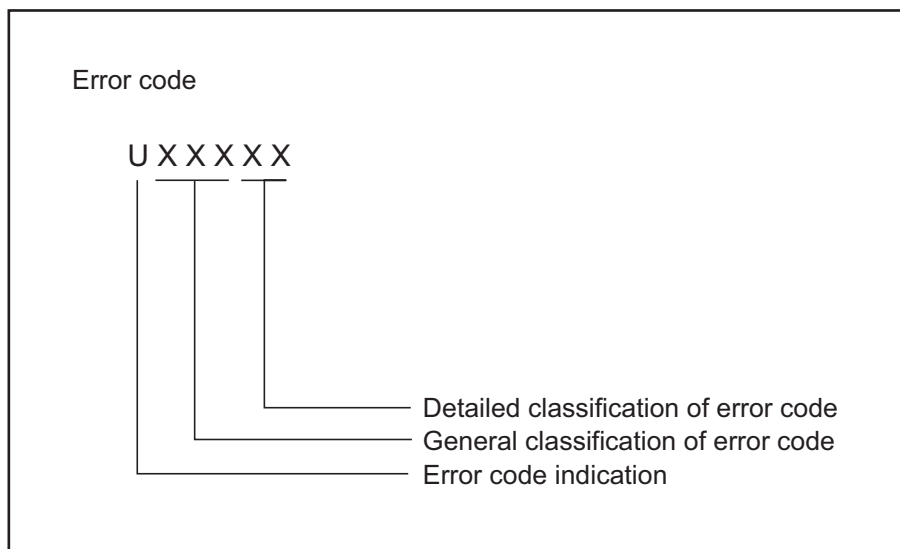 Error code
U X X X X X
Detailed classification of error code
General classification of error code
Error code indication